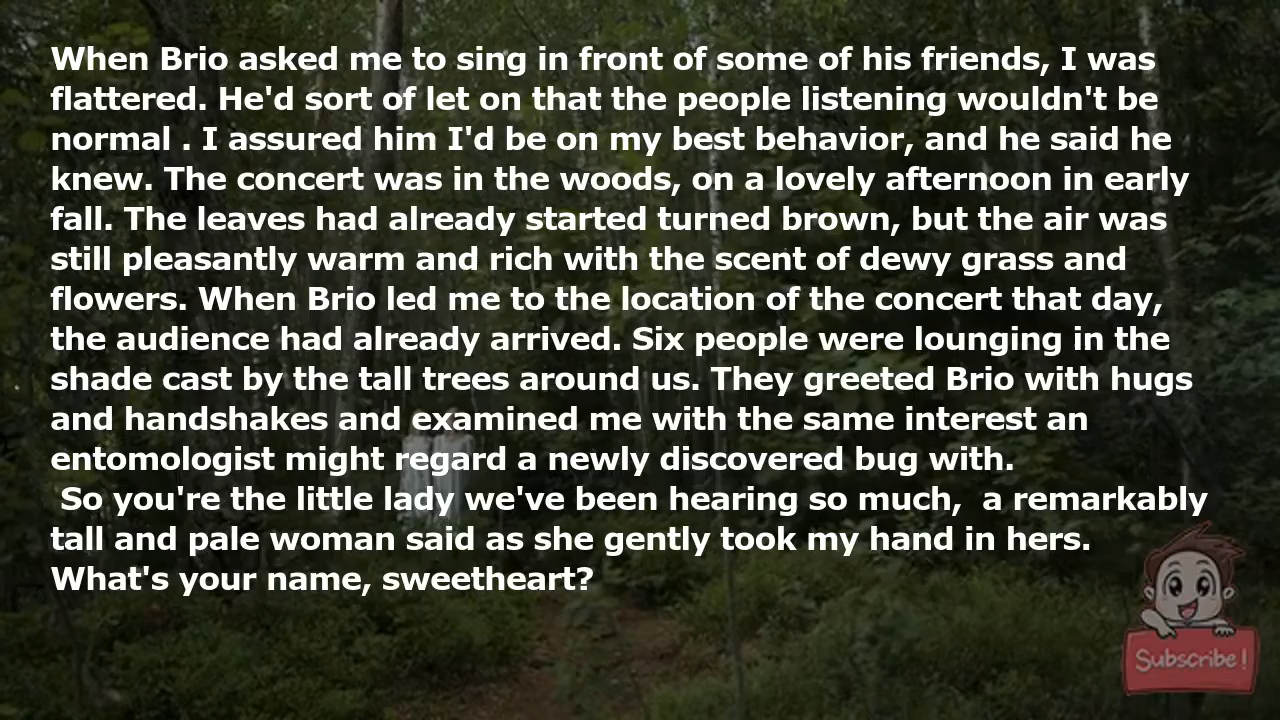 When Brio asked me to sing in front of some of his friends, I was
flattered. He'd sort of let on that the people listening wouldn't be
normal . I assured him I'd be on my best behavior, and he said he
knew. The concert was in the woods, on a lovely afternoon in early
fall. The leaves had already started turned brown, but the air was
still pleasantly warm and rich with the scent of dewy grass and
flowers. When Brio led me to the location of the concert that day,
the audience had already arrived. Six people were lounging in the
shade cast by the tall trees around us. They greeted Brio with hugs
and handshakes and examined me with the same interest an
entomologist might regard a newly discovered bug with.
So you're the little lady we've been hearing so much,  a remarkably
tall and pale woman said as she gently took my hand in hers.
What's your name, sweetheart?
Subscribe!